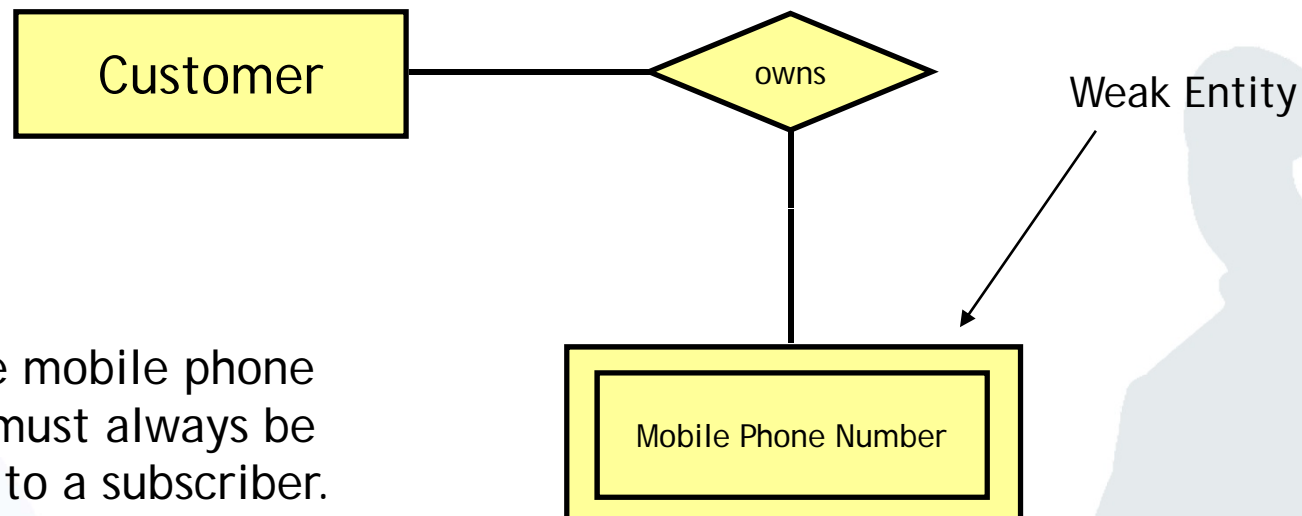 Customer
owns
Weak Entity
mobile phone
must always be
to a subscriber.
Mobile Phone Number